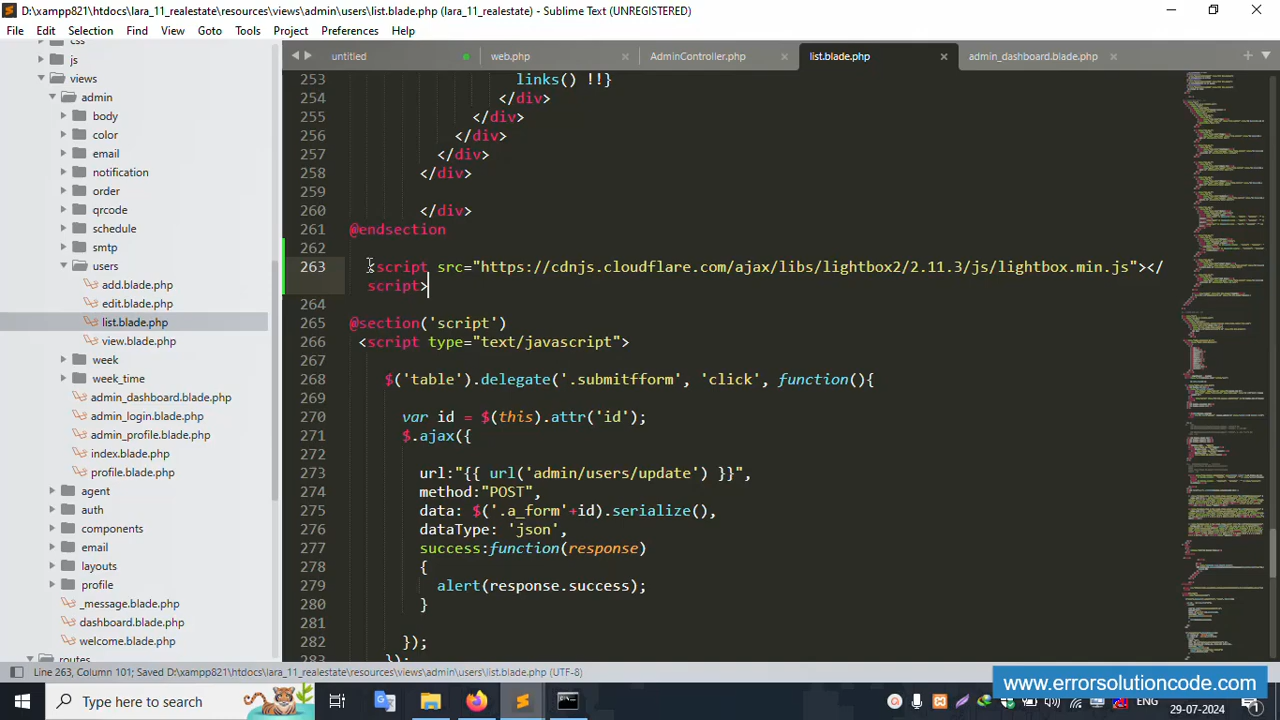 D:\xampp821\htdocs\lara_11_realestate\resources\views\admin\users\list.blade.php (lara_11_realestate) - Sublime Text (UNREGISTERED)
File Edit Selection Find View Goto Tools Project Preferences Help
untitled web.php AdminController.php list.blade.php admin_dashboard.blade.php
css
js
views
admin
body
color
email
notification
order
qrcode
schedule
smtp
users
add.blade.php
edit.blade.php
list.blade.php
view.blade.php
week
week_time
admin_dashboard.blade.php
admin_login.blade.php
admin_profile.blade.php
index.blade.php
profile.blade.php
agent
auth
components
email
layouts
profile
_message.blade.php
dashboard.blade.php
welcome.blade.php
routes
253 links() !!}
254 </div>
255 </div>
256 </div>
257 </div>
258 </div>
259
260 </div>
261 @endsection
262
263 <script src="https://cdnjs.cloudflare.com/ajax/libs/lightbox2/2.11.3/js/lightbox.min.js"></
script>
264
265 @section('script')
266 <script type="text/javascript">
267
268 $('table').delegate('.submitfform', 'click', function(){
269
270 var id = $(this).attr('id');
271 $.ajax({
272
273 url:"{{ url('admin/users/update') }}",
274 method:"POST",
275 data: $('.a_form'+id).serialize(),
276 dataType: 'json',
277 success:function(response)
278 {
279 alert(response.success);
280 }
281
282 });
283 });
Line 263, Column 101; Saved D:\xampp821\htdocs\lara_11_realestate\resources\views\admin\users\list.blade.php (UTF-8)
www.errorsolutioncode.com
Type here to search
ENG
29-07-2024